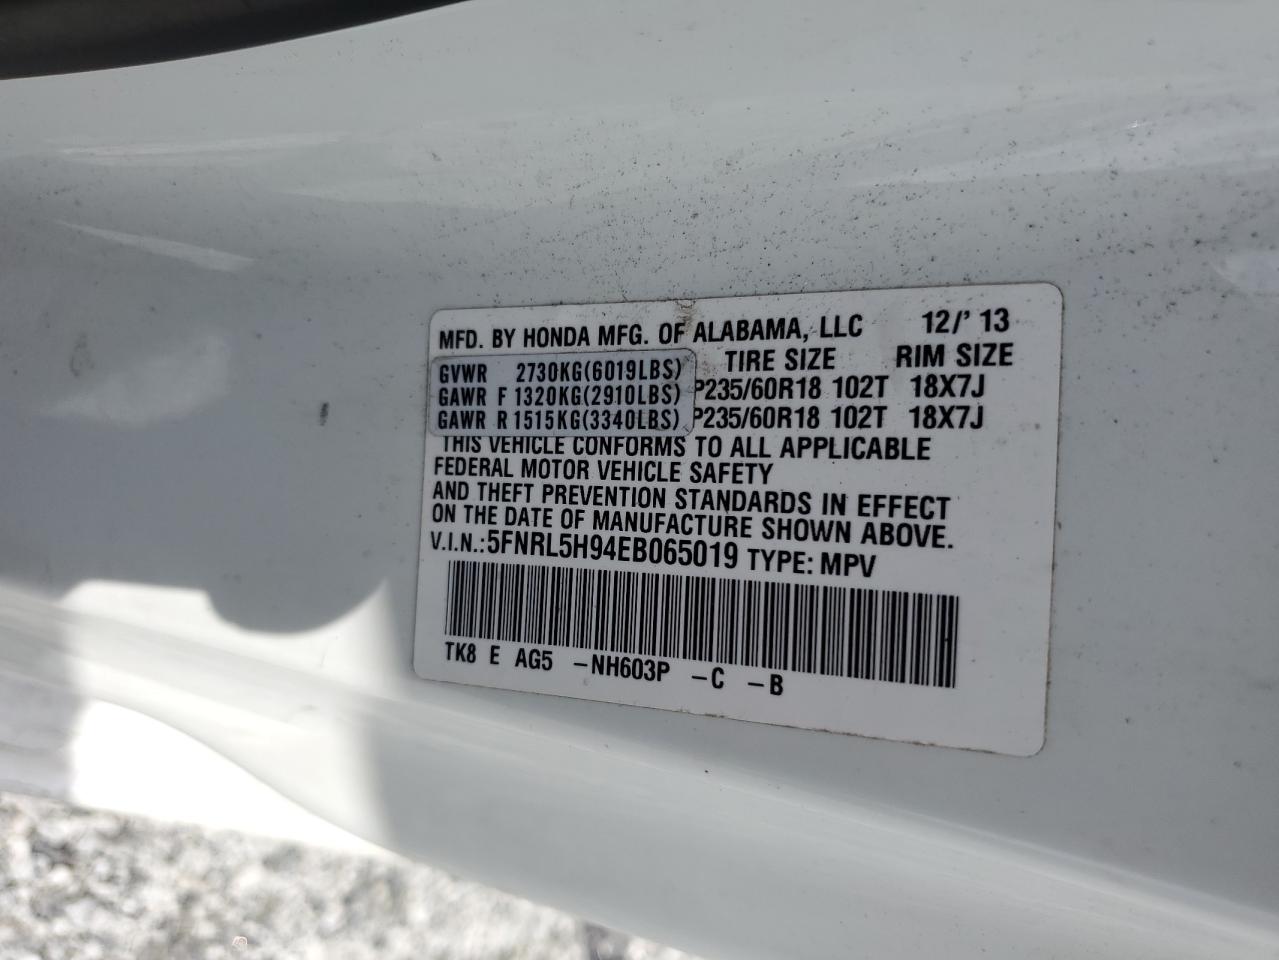 MFD. BY HONDA MFG. OF ALABAMA, LLC 12/'13
TIRE SIZE RIM SIZE
GVWR 2730KG(6019LBS)
GAWR F 1320KG(2910LBS) P235/60R18 102T 18X7J
GAWR R 1515KG(3340LBS) P235/60R18 102T 18X7J
THIS VEHICLE CONFORMS TO ALL APPLICABLE
FEDERAL MOTOR VEHICLE SAFETY
AND THEFT PREVENTION STANDARDS IN EFFECT
ON THE DATE OF MANUFACTURE SHOWN ABOVE.
V.I.N.:5FNRL5H94EB065019 TYPE: MPV
TK8 E AG5 -NH603P -C -B